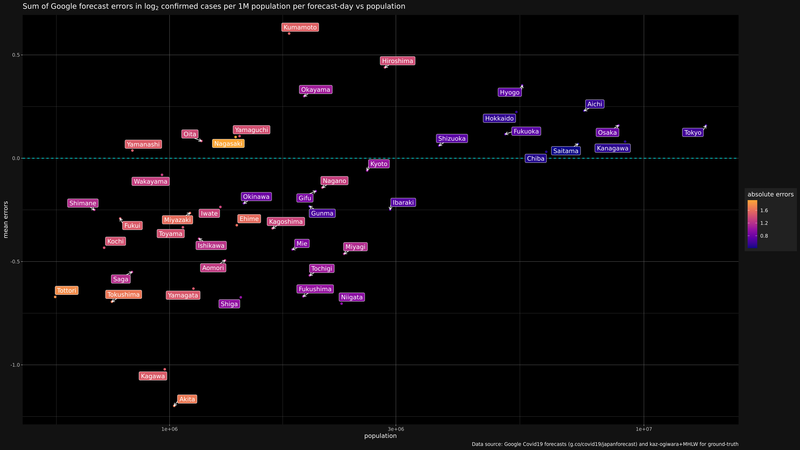 Sum of Google forecast errors in log₂ confirmed cases per 1M population per forecast-day vs population
Kumamoto
0.5
Hiroshima
Okayama
Hyogo
Aichi
Hokkaido
Oita
Yamaguchi
Fukuoka
Osaka
Tokyo
Shizuoka
Nagasaki
Yamanashi
Kanagawa
Saitama
0.0
Chiba
Kyoto
Wakayama
Nagano
absolute errors
Shimane
Okinawa
Gifu
Ibaraki
1.6
Iwate
Gunma
Miyazaki
Ehime
Kagoshima
1.2
Fukui
Toyama
0.8
mean errors
Kochi
Ishikawa
Mie
Miyagi
-0.5
Aomori
Tochigi
Saga
Tottori
Tokushima
Yamagata
Fukushima
Niigata
Shiga
-1.0
Kagawa
Akita
1e+06
3e+06
1e+07
population
Data source: Google Covid19 forecasts (g.co/covid19/japanforecast) and kaz-ogiwara+MHLW for ground-truth